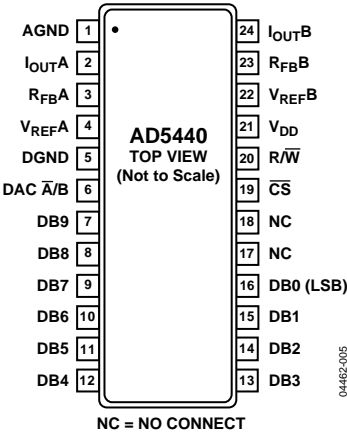 AGND 1
IOUTA 2
RFBA 3
VREFA 4
DGND 5
DAC A̅/B 6
DB9 7
DB8 8
DB7 9
DB6 10
DB5 11
DB4 12
AD5440
TOP VIEW
(Not to Scale)
24 IOUTB
23 RFBB
22 VREFB
21 VDD
20 R/W̅
19 C̅S̅
18 NC
17 NC
16 DB0 (LSB)
15 DB1
14 DB2
13 DB3
NC = NO CONNECT
04462-005